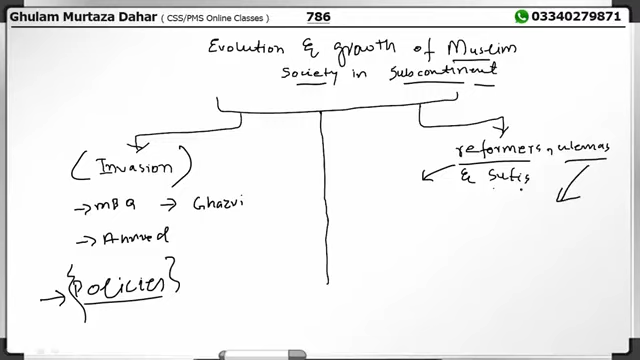 Ghulam Murtaza Dahar ( CSS/PMS Online Classes ) 786 03340279871
Evolution & growth of Muslim
Society in Subcontinent
(Invasion)
→ MBQ → Ghazvi
→ Ahmed
→ {Policies}
reformers, ulemas
& Sufis